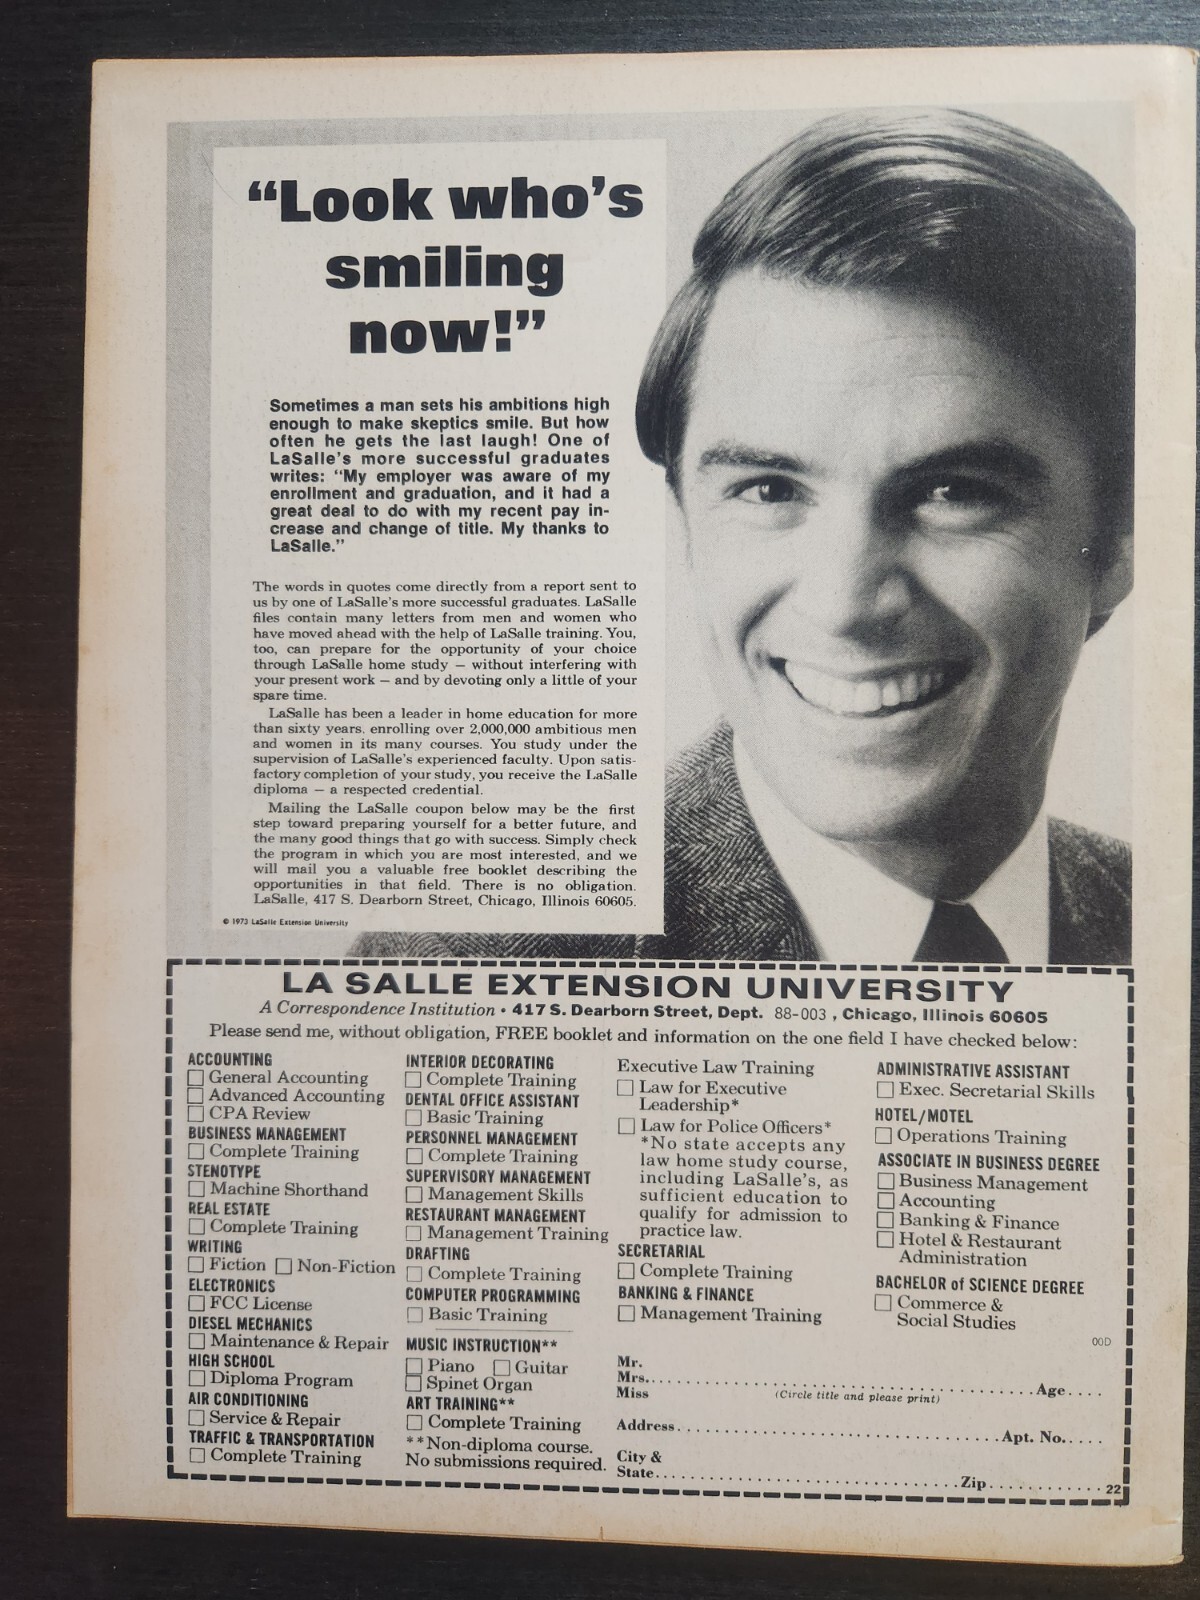 “Look who’s
smiling
now!”
Sometimes a man sets his ambitions high
enough to make skeptics smile. But how
often he gets the last laugh! One of
LaSalle’s more successful graduates
writes: “My employer was aware of my
enrollment and graduation, and it had a
great deal to do with my recent pay in-
crease and change of title. My thanks to
LaSalle.”
The words in quotes come directly from a report sent to
us by one of LaSalle’s more successful graduates. LaSalle
files contain many letters from men and women who
have moved ahead with the help of LaSalle training. You,
too, can prepare for the opportunity of your choice
through LaSalle home study – without interfering with
your present work – and by devoting only a little of your
spare time.
LaSalle has been a leader in home education for more
than sixty years. enrolling over 2,000,000 ambitious men
and women in its many courses. You study under the
supervision of LaSalle’s experienced faculty. Upon satis-
factory completion of your study, you receive the LaSalle
diploma – a respected credential.
Mailing the LaSalle coupon below may be the first
step toward preparing yourself for a better future, and
the many good things that go with success. Simply check
the program in which you are most interested, and we
will mail you a valuable free booklet describing the
opportunities in that field. There is no obligation.
LaSalle, 417 S. Dearborn Street, Chicago, Illinois 60605.
© 1973 LaSalle Extension University
LA SALLE EXTENSION UNIVERSITY
A Correspondence Institution • 417 S. Dearborn Street, Dept. 88-003 , Chicago, Illinois 60605
Please send me, without obligation, FREE booklet and information on the one field I have checked below:
ACCOUNTING
☐ General Accounting
☐ Advanced Accounting
☐ CPA Review
BUSINESS MANAGEMENT
☐ Complete Training
STENOTYPE
☐ Machine Shorthand
REAL ESTATE
☐ Complete Training
WRITING
☐ Fiction ☐ Non-Fiction
ELECTRONICS
☐ FCC License
DIESEL MECHANICS
☐ Maintenance & Repair
HIGH SCHOOL
☐ Diploma Program
AIR CONDITIONING
☐ Service & Repair
TRAFFIC & TRANSPORTATION
☐ Complete Training
INTERIOR DECORATING
☐ Complete Training
DENTAL OFFICE ASSISTANT
☐ Basic Training
PERSONNEL MANAGEMENT
☐ Complete Training
SUPERVISORY MANAGEMENT
☐ Management Skills
RESTAURANT MANAGEMENT
☐ Management Training
DRAFTING
☐ Complete Training
COMPUTER PROGRAMMING
☐ Basic Training
MUSIC INSTRUCTION**
☐ Piano ☐ Guitar
☐ Spinet Organ
ART TRAINING**
☐ Complete Training
**Non-diploma course.
No submissions required.
Executive Law Training
☐ Law for Executive
Leadership*
☐ Law for Police Officers*
*No state accepts any
law home study course,
including LaSalle’s, as
sufficient education to
qualify for admission to
practice law.
SECRETARIAL
☐ Complete Training
BANKING & FINANCE
☐ Management Training
ADMINISTRATIVE ASSISTANT
☐ Exec. Secretarial Skills
HOTEL/MOTEL
☐ Operations Training
ASSOCIATE IN BUSINESS DEGREE
☐ Business Management
☐ Accounting
☐ Banking & Finance
☐ Hotel & Restaurant
Administration
BACHELOR of SCIENCE DEGREE
☐ Commerce &
Social Studies
00D
Mr.
Mrs. Age
Miss (Circle title and please print)
Address Apt. No.
City &
State Zip 22